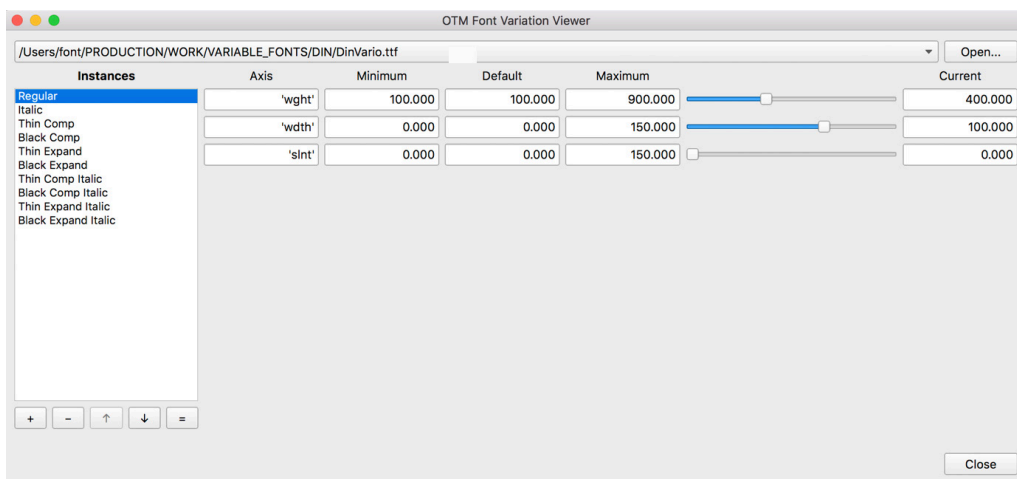 OTM Font Variation Viewer
/Users/font/PRODUCTION/WORK/VARIABLE_FONTS/DIN/DinVario.ttf Open...
Instances Axis Minimum Default Maximum Current
Regular 'wght' 100.000 100.000 900.000 400.000
Italic
Thin Comp 'wdth' 0.000 0.000 150.000 100.000
Black Comp
Thin Expand 'slnt' 0.000 0.000 150.000 0.000
Black Expand
Thin Comp Italic
Black Comp Italic
Thin Expand Italic
Black Expand Italic
+ - ↑ ↓ =
Close